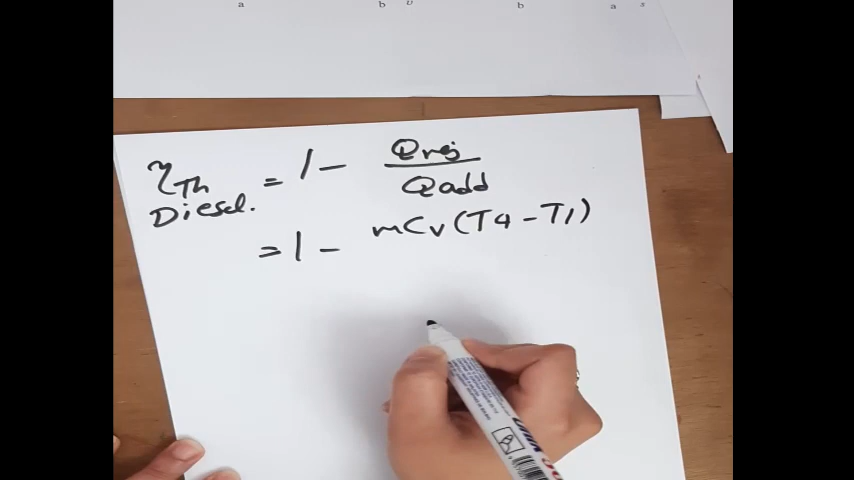 a b b a s
ηTh Diesel. = 1 - Qrej / Qadd
= 1 - mCv(T4 - T1)